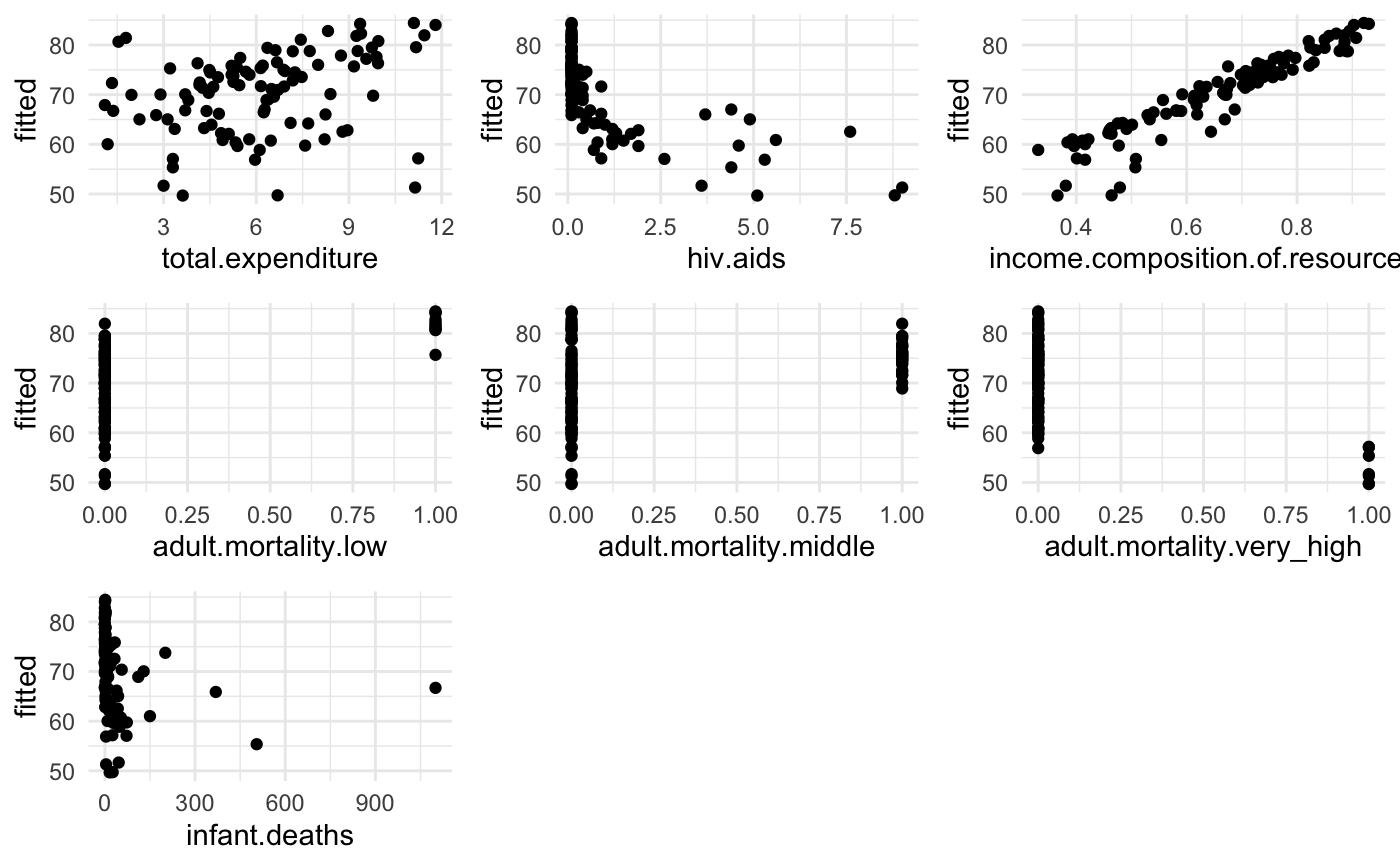 fitted
80
70
60
50
3 6 9 12
total.expenditure
fitted
80
70
60
50
0.0 2.5 5.0 7.5
hiv.aids
fitted
80
70
60
50
0.4 0.6 0.8
income.composition.of.resource
fitted
80
70
60
50
0.00 0.25 0.50 0.75 1.00
adult.mortality.low
fitted
80
70
60
50
0.00 0.25 0.50 0.75 1.00
adult.mortality.middle
fitted
80
70
60
50
0.00 0.25 0.50 0.75 1.00
adult.mortality.very_high
fitted
80
70
60
50
0 300 600 900
infant.deaths